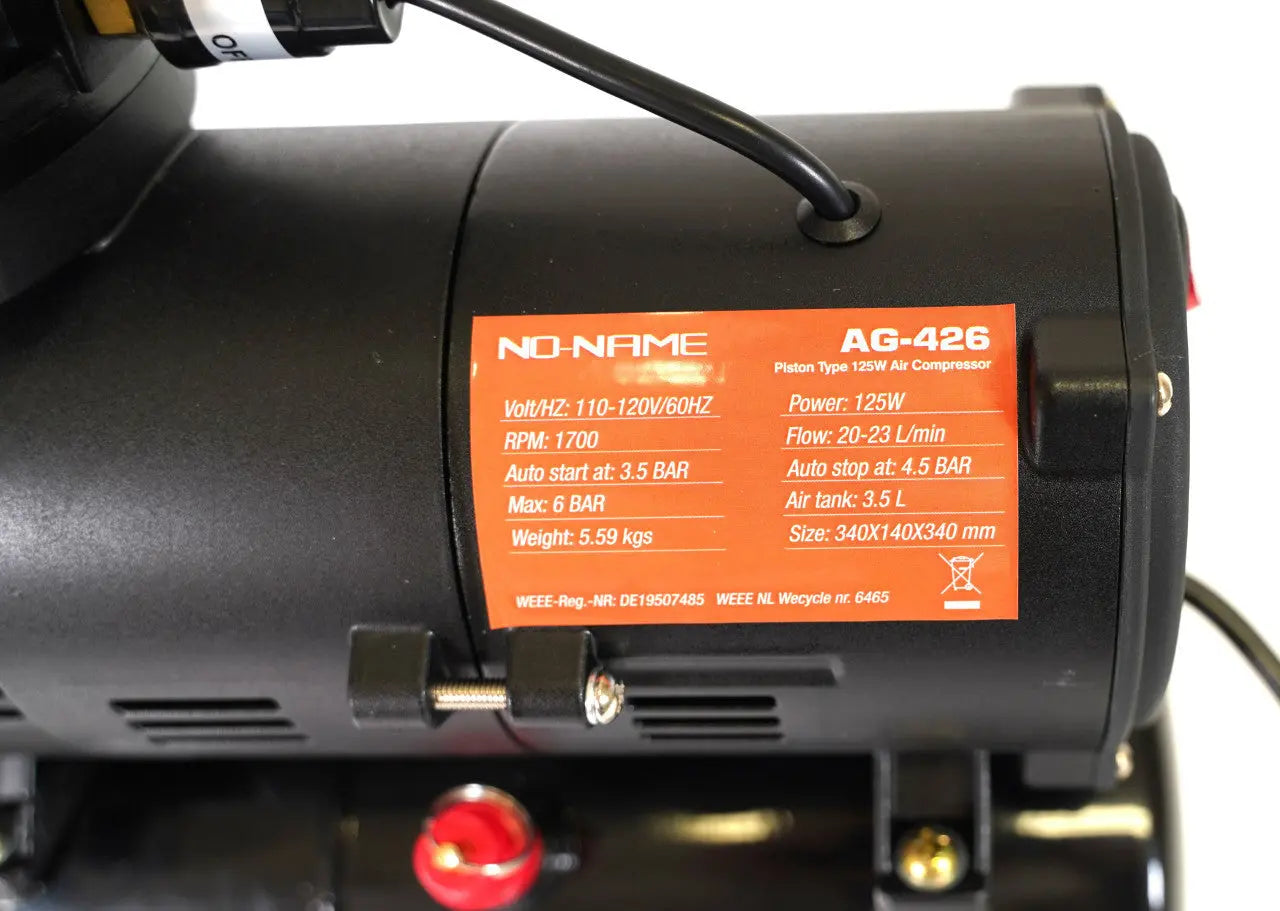 NO-NAME
AG-426
Piston Type 125W Air Compressor
Volt/HZ: 110-120V/60HZ
Power: 125W
RPM: 1700
Flow: 20-23 L/min
Auto start at: 3.5 BAR
Auto stop at: 4.5 BAR
Max: 6 BAR
Air tank: 3.5 L
Weight: 5.59 kgs
Size: 340X140X340 mm
WEEE-Reg.-NR: DE19507485 WEEE NL Wecycle nr. 6465